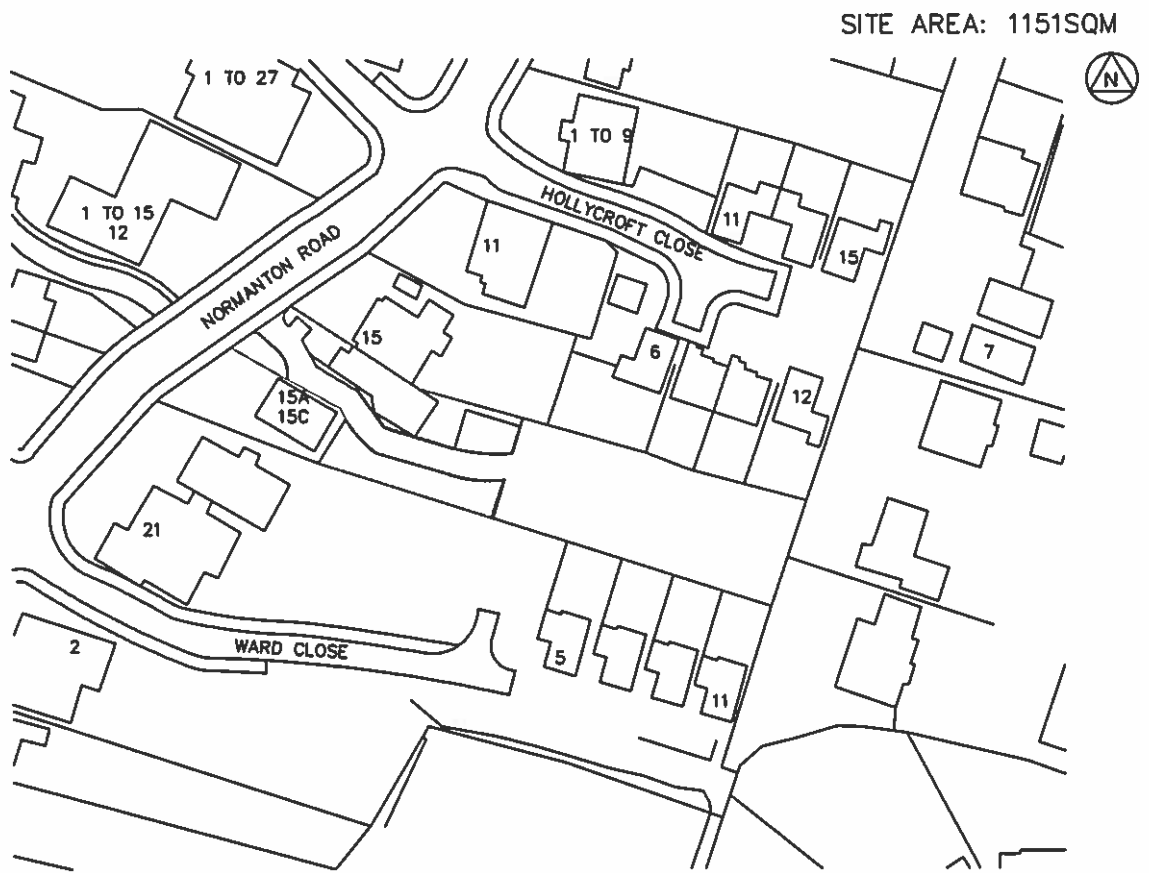 SITE AREA: 1151SQM
N
1 TO 27
1 TO 9
1 TO 15
12
HOLLYCROFT CLOSE
11
11
15
NORMANTON ROAD
15
6
7
12
15A
15C
21
2
WARD CLOSE
5
11